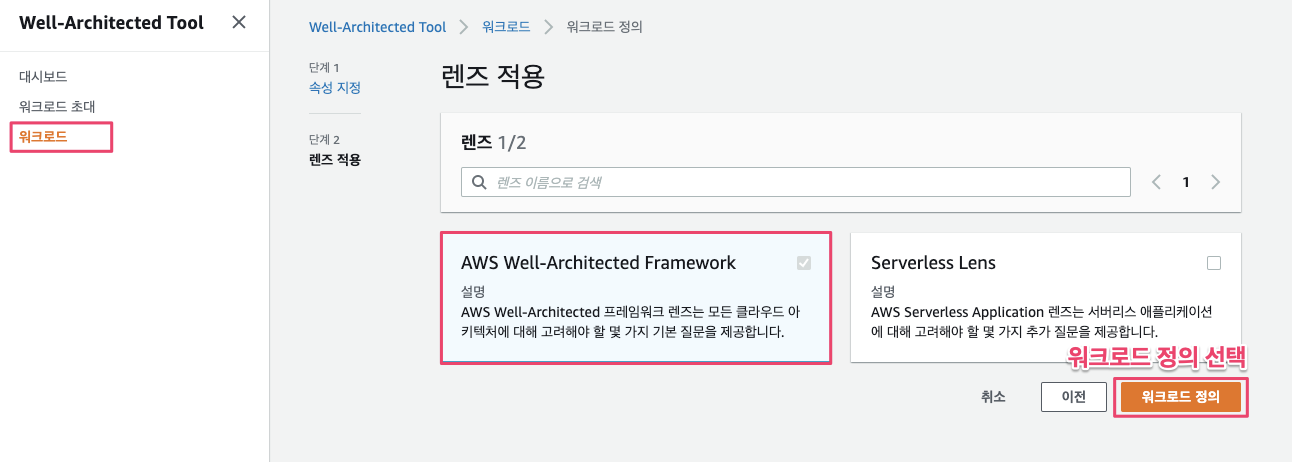 Well-Architected Tool
대시보드
워크로드 초대
워크로드
Well-Architected Tool 워크로드 워크로드 정의
단계 1
속성 지정
단계 2
렌즈 적용
렌즈 적용
렌즈 1/2
렌즈 이름으로 검색
1
AWS Well-Architected Framework
설명
AWS Well-Architected 프레임워크 렌즈는 모든 클라우드 아
키텍처에 대해 고려해야 할 몇 가지 기본 질문을 제공합니다.
Serverless Lens
설명
AWS Serverless Application 렌즈는 서버리스 애플리케이션
에 대해 고려해야 할 몇 가지 추가 질문을 제공합니다.
워크로드 정의 선택
취소
이전
워크로드 정의